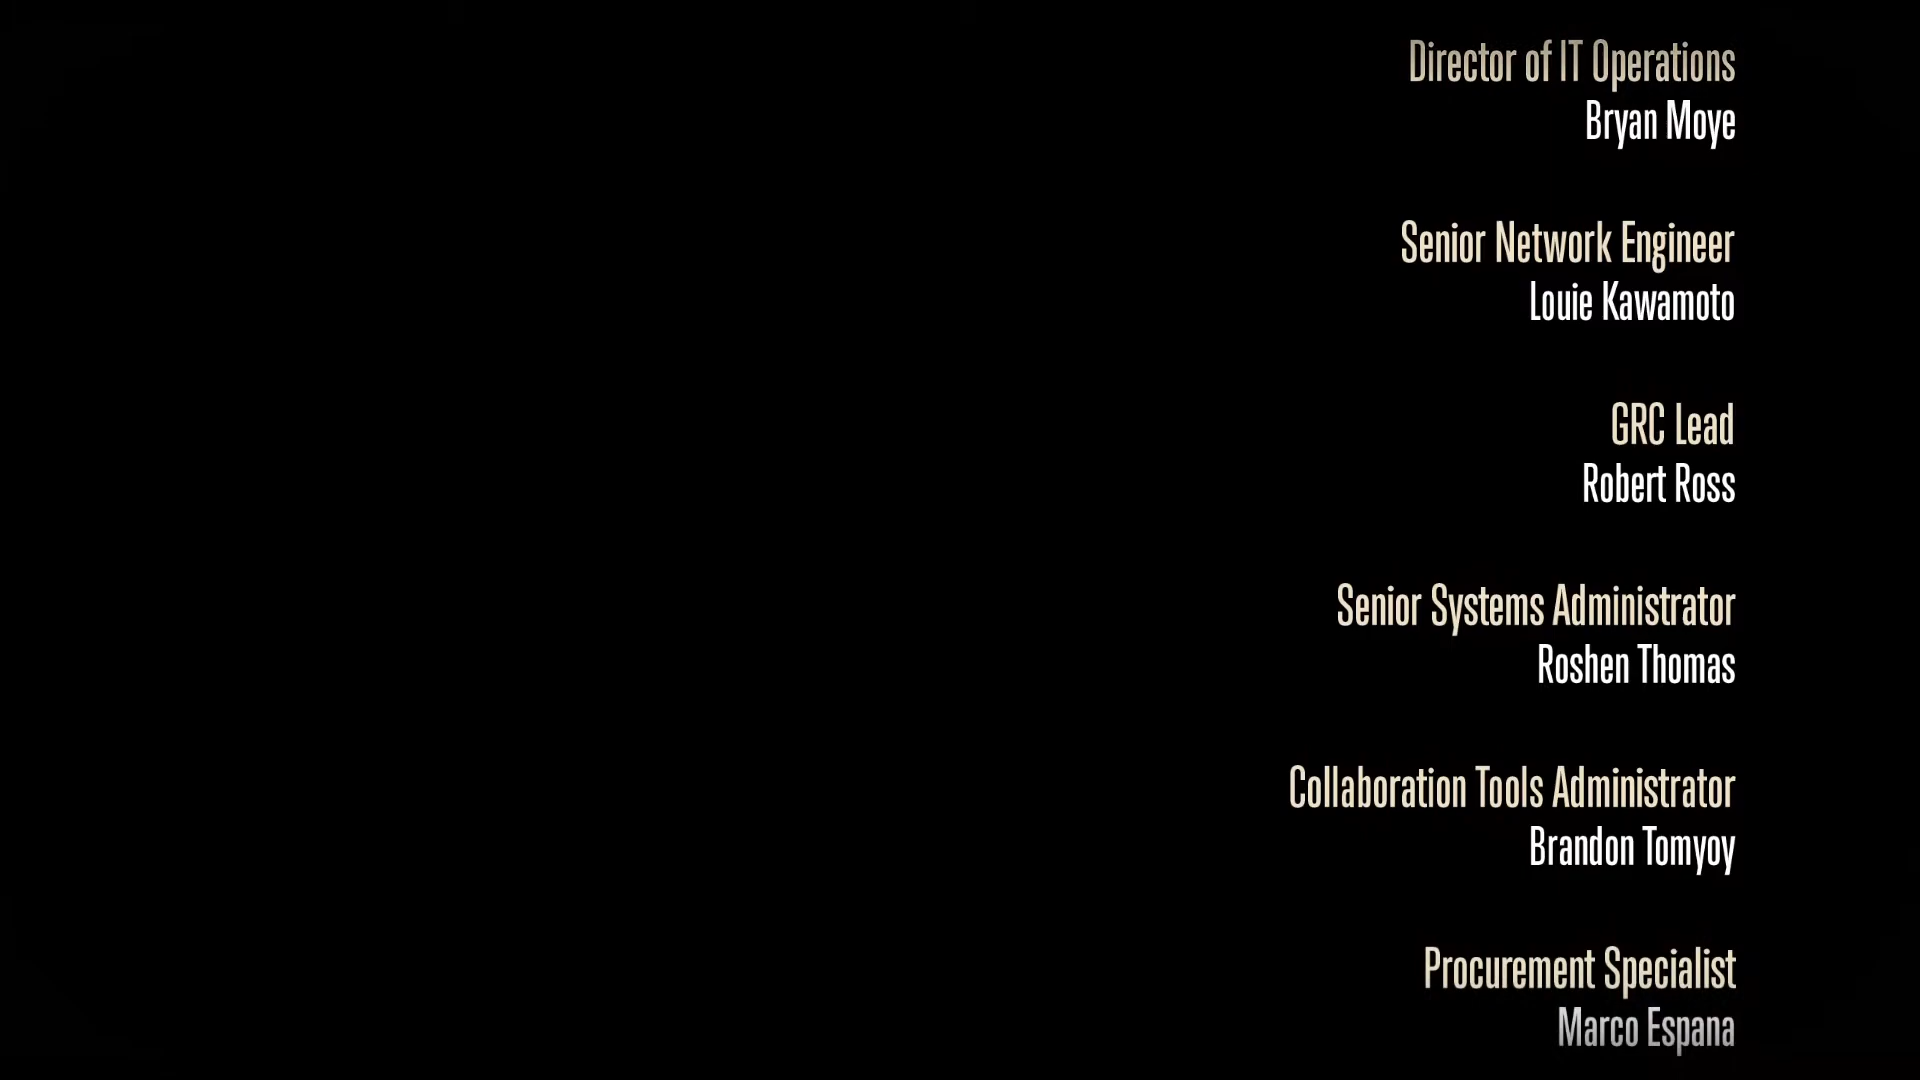 Director of IT Operations
Bryan Moye
Senior Network Engineer
Louie Kawamoto
GRC Lead
Robert Ross
Senior Systems Administrator
Roshen Thomas
Collaboration Tools Administrator
Brandon Tomyoy
Procurement Specialist
Marco Espana